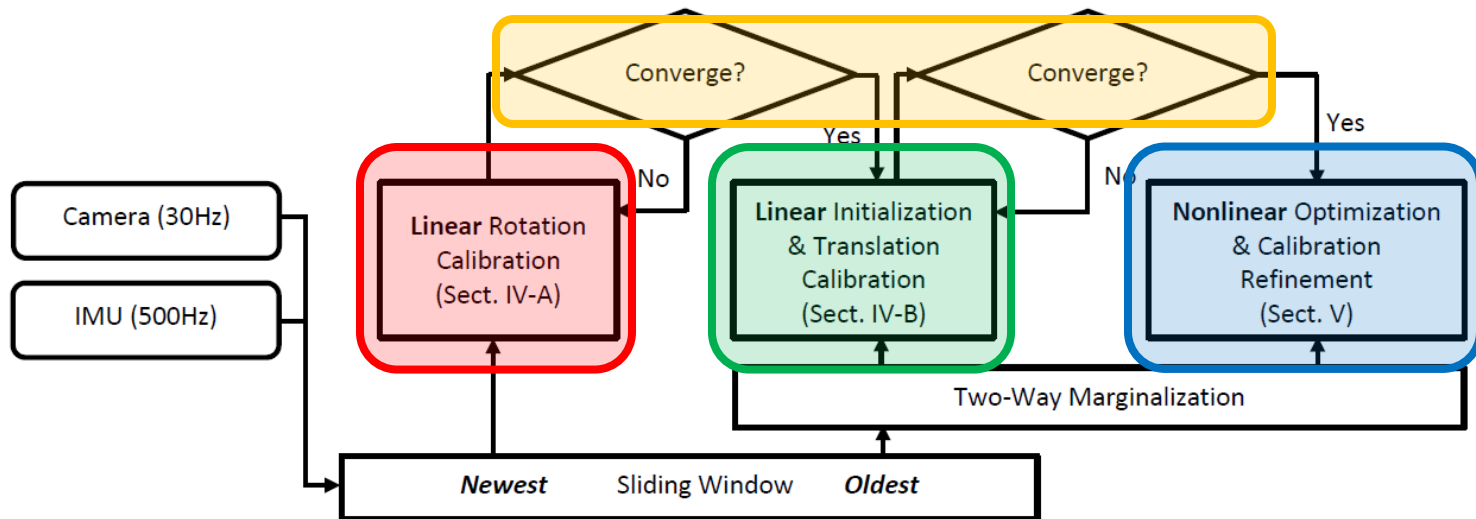 Converge?
Converge?
Yes
Yes
No
No
Camera (30Hz)
IMU (500Hz)
Linear Rotation
Calibration
(Sect. IV-A)
Linear Initialization
& Translation
Calibration
(Sect. IV-B)
Nonlinear Optimization
& Calibration
Refinement
(Sect. V)
Two-Way Marginalization
Newest Sliding Window Oldest